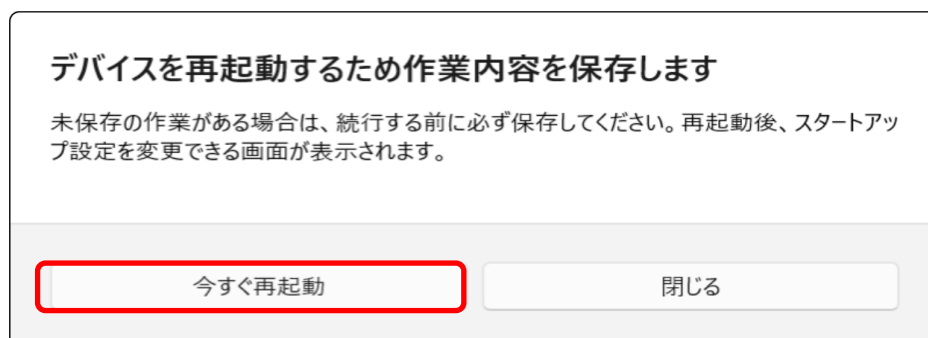 デバイスを再起動するため作業内容を保存します
未保存の作業がある場合は、続行する前に必ず保存してください。再起動後、スタートアッ
プ設定を変更できる画面が表示されます。
今すぐ再起動
閉じる